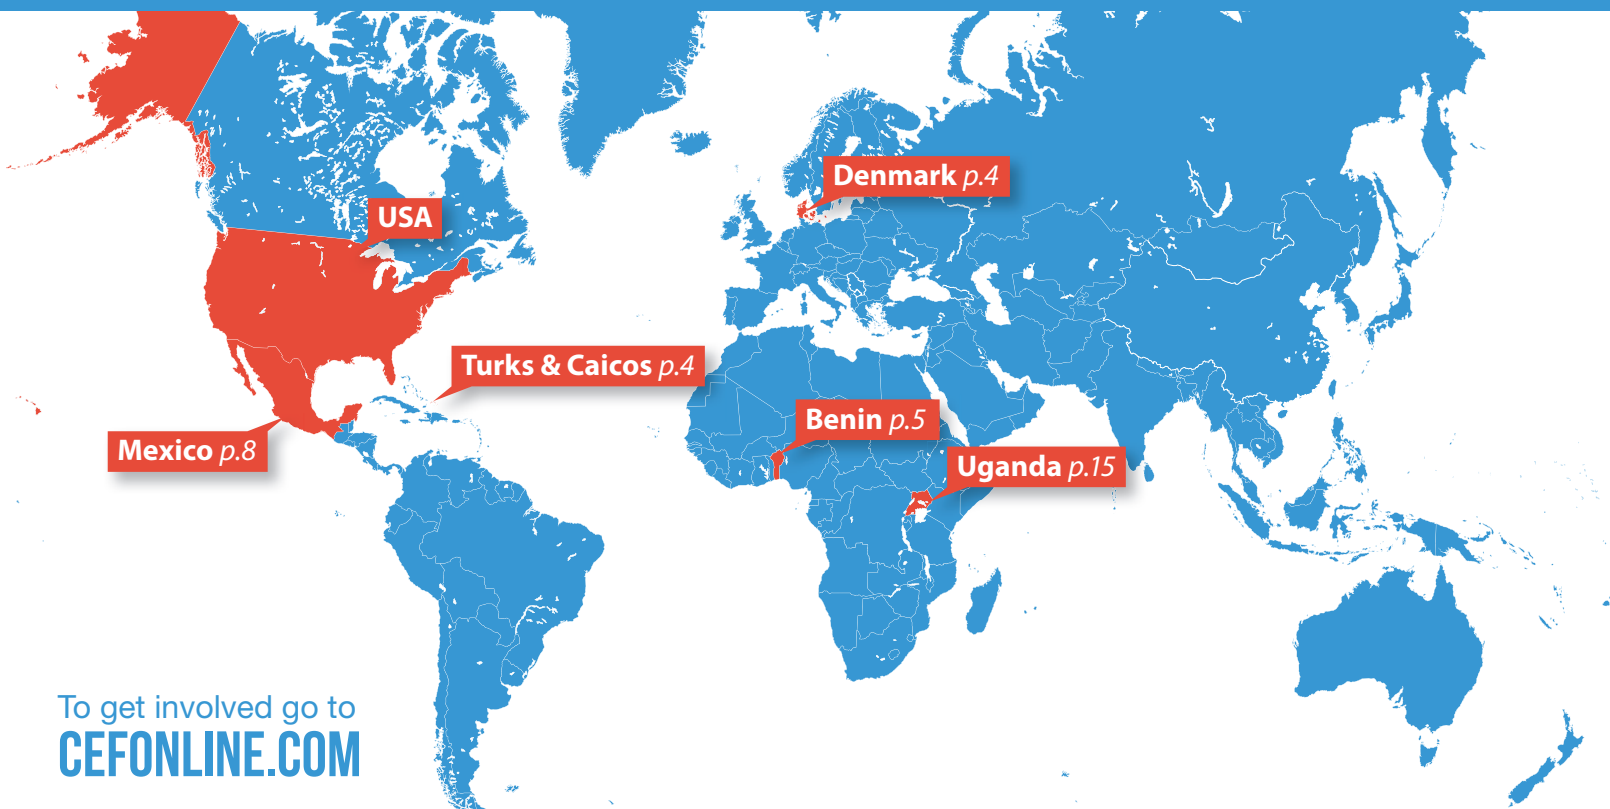 Denmark p.4
USA
Turks & Caicos p.4
Benin p.5
Mexico p.8
Uganda p.15
To get involved go to
CEFONLINE.COM